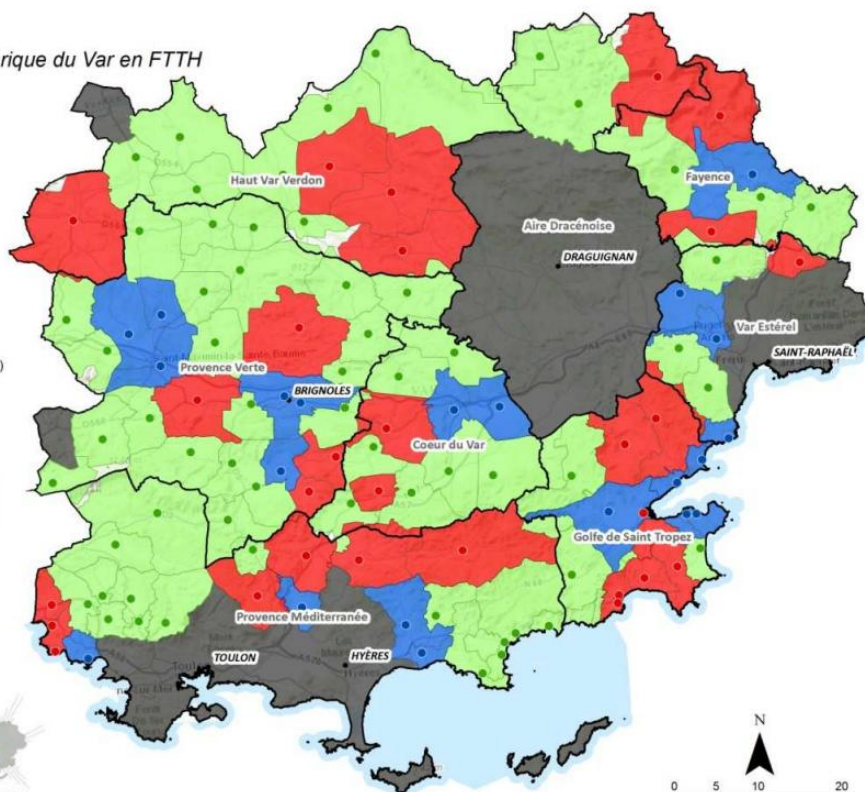 rique du Var en FTTH
Haut Var Verdon
Fayence
Aire Dracénoise
DRAGUIGNAN
Var Estérel
SAINT-RAPHAËL
Provence Verte
BRIGNOLES
Coeur du Var
Golfe de Saint Tropez
Provence Méditerranée
TOULON
HYÈRES
N
0 5 10 20